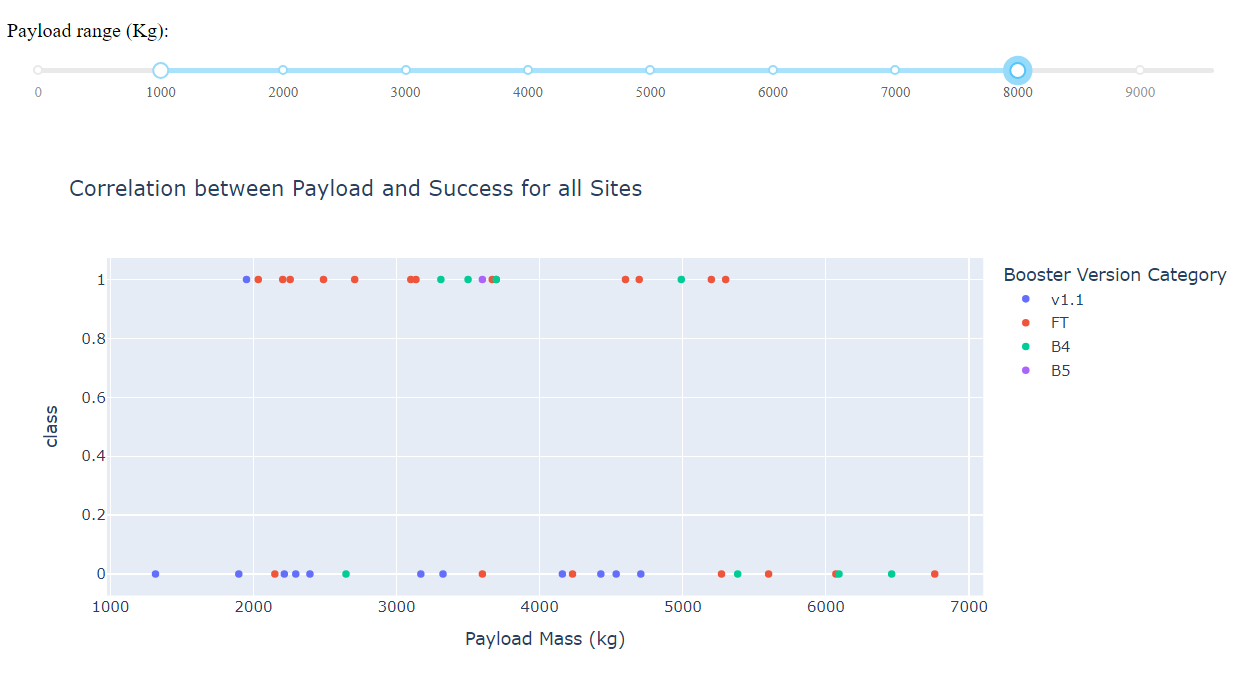 Payload range (Kg):
0 1000 2000 3000 4000 5000 6000 7000 8000 9000
Correlation between Payload and Success for all Sites
Booster Version Category
v1.1
FT
B4
B5
1
0.8
0.6
0.4
0.2
0
class
1000 2000 3000 4000 5000 6000 7000
Payload Mass (kg)